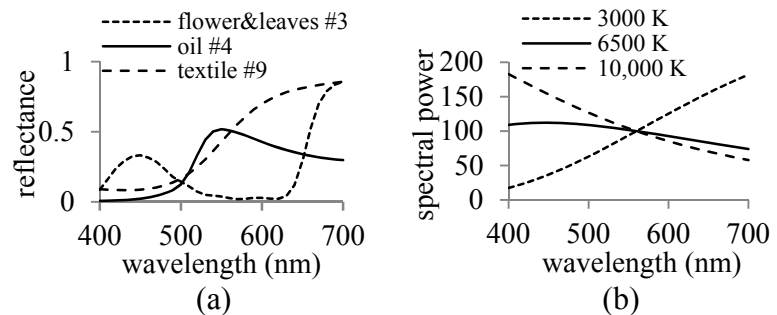 flower&leaves #3
oil #4
textile #9
reflectance
1
0.5
0
400 500 600 700
wavelength (nm)
(a)
3000 K
6500 K
10,000 K
spectral power
200
150
100
50
0
400 500 600 700
wavelength (nm)
(b)